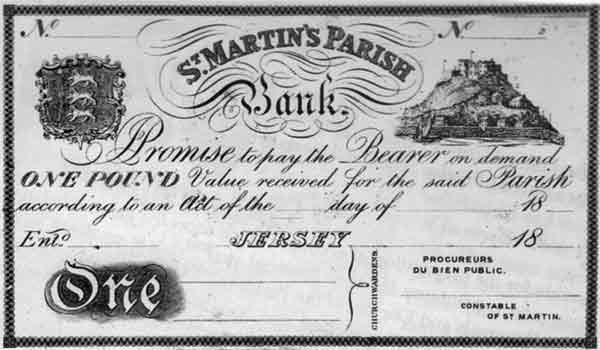 No. No.
ST. MARTIN'S PARISH
Bank.
Promise to pay the Bearer on demand
ONE POUND Value received for the said Parish
according to an Act of the day of 18
Entd. JERSEY 18
One
CHURCHWARDENS.
PROCUREURS
DU BIEN PUBLIC.
CONSTABLE
OF ST. MARTIN.